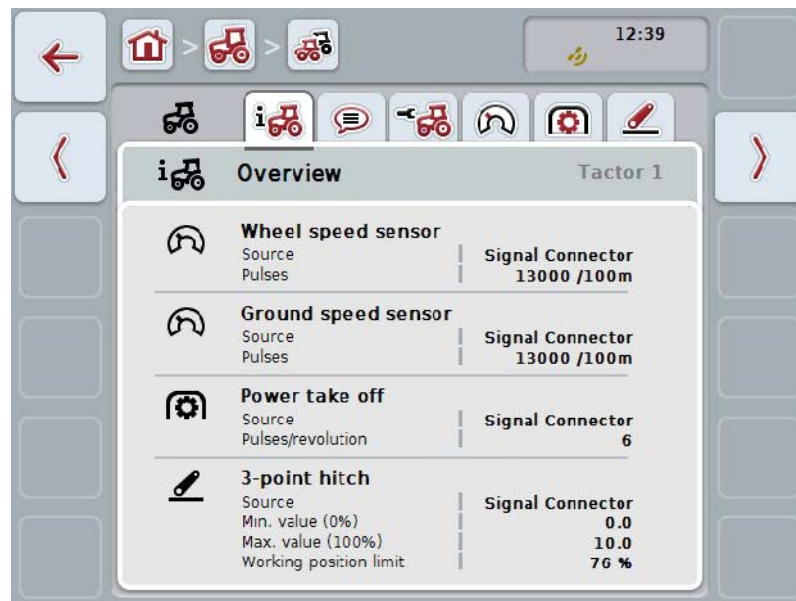 12:39
Overview Tactor 1
Wheel speed sensor
Source Signal Connector
Pulses 13000 /100m
Ground speed sensor
Source Signal Connector
Pulses 13000 /100m
Power take off
Source Signal Connector
Pulses/revolution 6
3-point hitch
Source Signal Connector
Min. value (0%) 0.0
Max. value (100%) 10.0
Working position limit 76 %